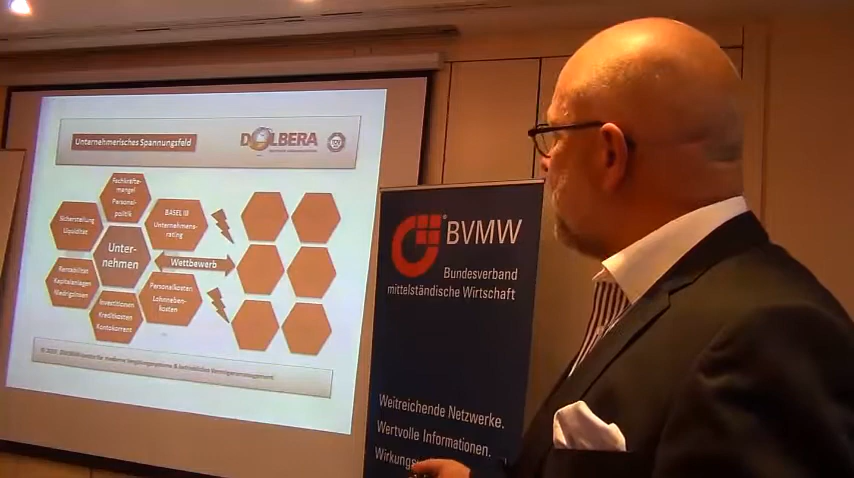 Unternehmerisches Spannungsfeld
DOLBERA
Fachkräfte-
mangel
Personal-
politik
Sicherstellung
Liquidität
BASEL III
Unternehmens-
rating
Unter-
nehmen
Wettbewerb
Rentabilität
Kapitalanlagen
Niedrigzinsen
Personalkosten
Lohnneben-
kosten
Investitionen
Kreditkosten
Kontokorrent
BVMW
Bundesverband
mittelständische Wirtschaft
Weitreichende Netzwerke.
Wertvolle Informationen.